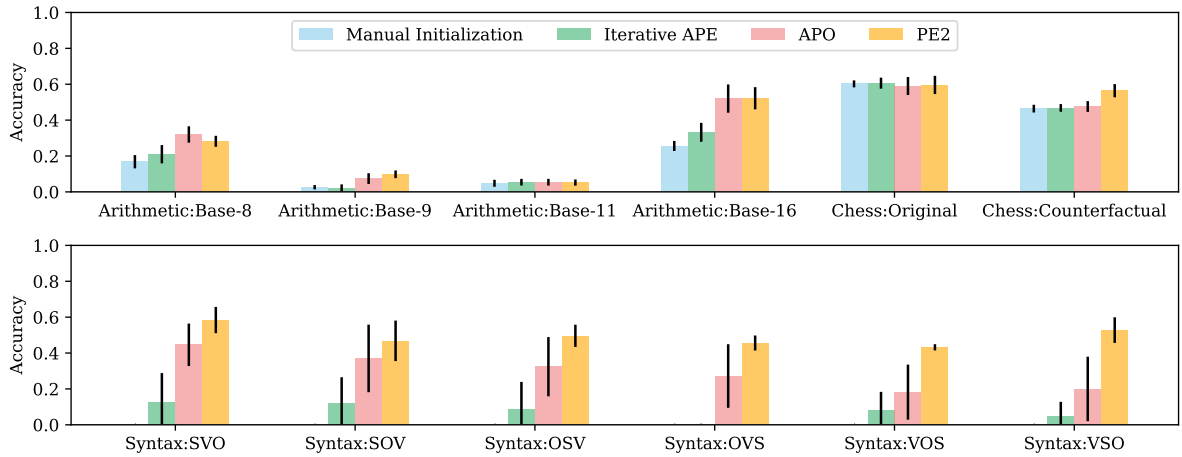 1.0
0.8
0.6
0.4
0.2
0.0
Accuracy
Manual Initialization Iterative APE APO PE2
Arithmetic:Base-8 Arithmetic:Base-9 Arithmetic:Base-11 Arithmetic:Base-16 Chess:Original Chess:Counterfactual
1.0
0.8
0.6
0.4
0.2
0.0
Accuracy
Syntax:SVO Syntax:SOV Syntax:OSV Syntax:OVS Syntax:VOS Syntax:VSO